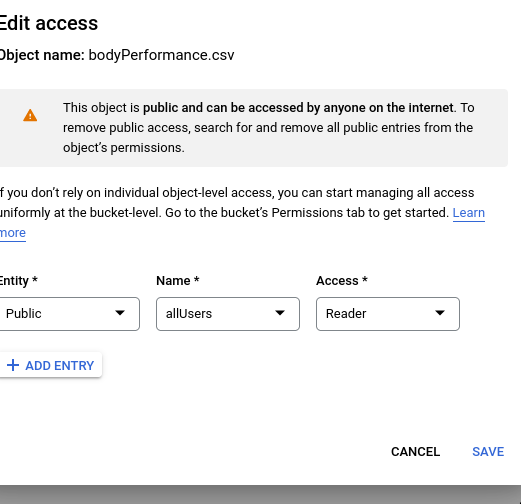 Edit access
Object name: bodyPerformance.csv
This object is public and can be accessed by anyone on the internet. To
remove public access, search for and remove all public entries from the
object's permissions.
If you don't rely on individual object-level access, you can start managing all access
uniformly at the bucket-level. Go to the bucket's Permissions tab to get started. Learn
more
Entity * Name * Access *
Public allUsers Reader
+ ADD ENTRY
CANCEL SAVE